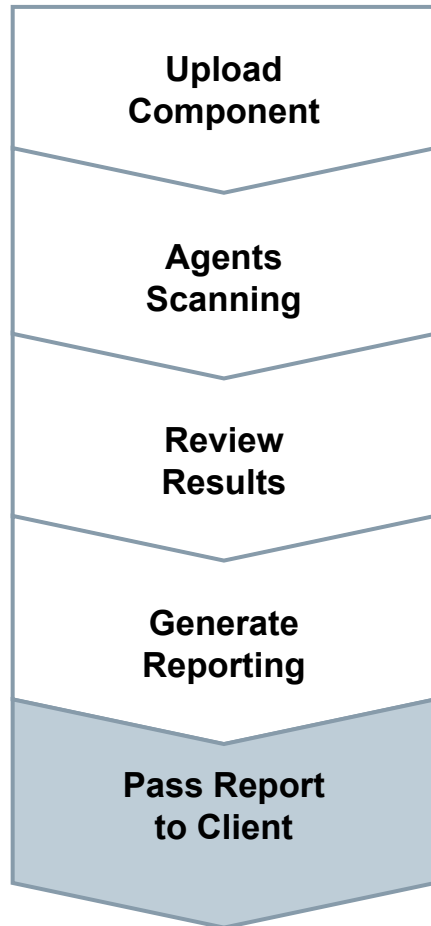 Upload
Component
Agents
Scanning
Review
Results
Generate
Reporting
Pass Report
to Client